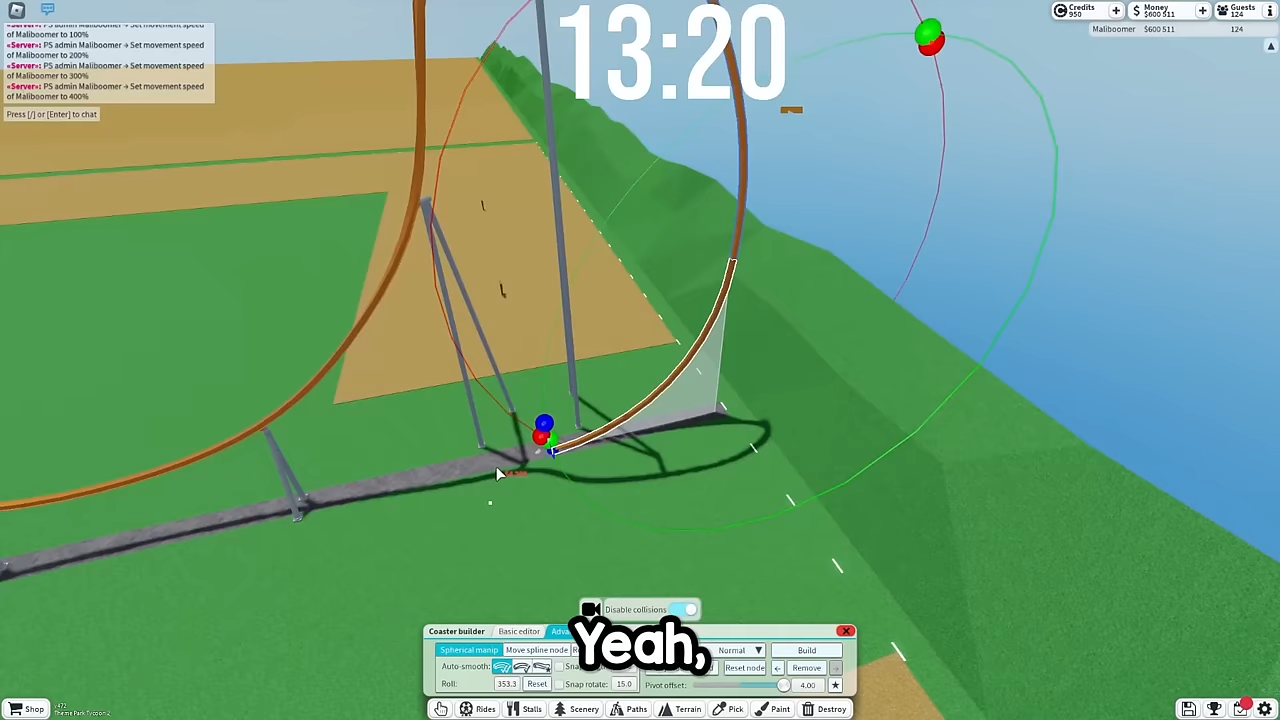 «Server»: PS admin Maliboomer → Set movement speed
of Maliboomer to 100%
«Server»: PS admin Maliboomer → Set movement speed
of Maliboomer to 200%
«Server»: PS admin Maliboomer → Set movement speed
of Maliboomer to 300%
«Server»: PS admin Maliboomer → Set movement speed
of Maliboomer to 400%
Press [/] or [Enter] to chat
13:20
Credits
950
Money
$600 511
Guests
124
Maliboomer $600 511 124
Disable collisions
Coaster builder Basic editor
Yeah,
Spherical manip Move spline node Normal Build
Auto-smooth: Reset node Remove
Roll: 353.3 Reset Snap rotate: 15.0 Pivot offset: 4.00
Shop
v472
Theme Park Tycoon 2
Rides Stalls Scenery Paths Terrain Pick Paint Destroy